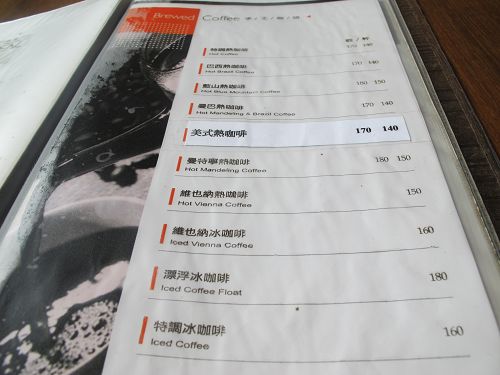 Brewed Coffee
特調熱咖啡 170 140
Hot Coffee
巴西熱咖啡 170 140
Hot Brazil Coffee
藍山熱咖啡 180 150
Hot Blue Mountain Coffee
曼巴熱咖啡 170 140
Hot Mandeling & Brezil Coffee
美式熱咖啡 170 140
曼特寧熱咖啡 180 150
Hot Mandeling Coffee
維也納熱咖啡 150
Hot Vienna Coffee
維也納冰咖啡 160
Iced Vienna Coffee
漂浮冰咖啡 180
Iced Coffee Float
特調冰咖啡 160
Iced Coffee